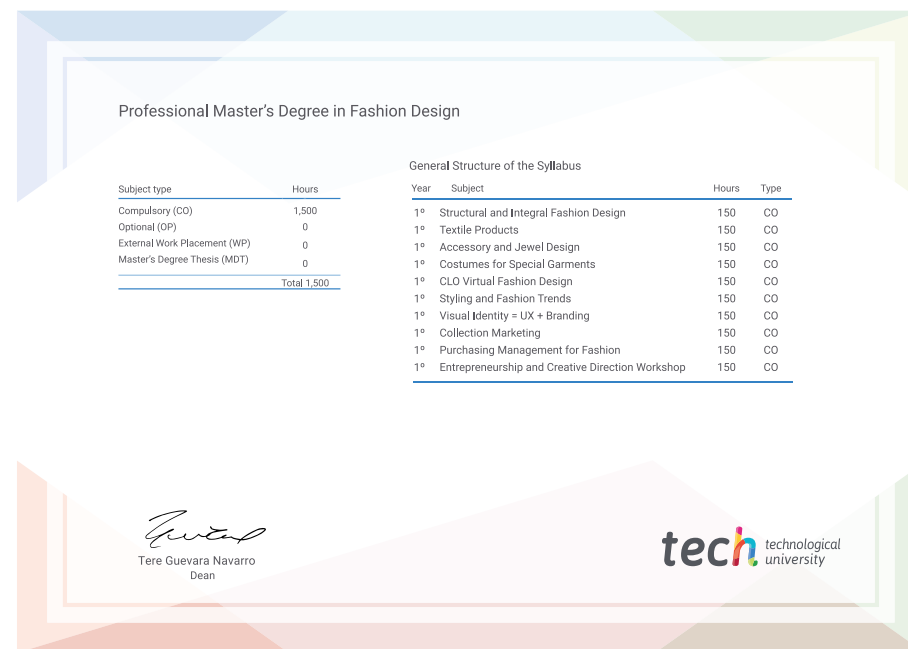 Professional Master's Degree in Fashion Design
Subject type Hours
Compulsory (CO) 1,500
Optional (OP) 0
External Work Placement (WP) 0
Master's Degree Thesis (MDT) 0
Total 1,500
General Structure of the Syllabus
Year Subject Hours Type
1º Structural and Integral Fashion Design 150 CO
1º Textile Products 150 CO
1º Accessory and Jewel Design 150 CO
1º Costumes for Special Garments 150 CO
1º CLO Virtual Fashion Design 150 CO
1º Styling and Fashion Trends 150 CO
1º Visual Identity = UX + Branding 150 CO
1º Collection Marketing 150 CO
1º Purchasing Management for Fashion 150 CO
1º Entrepreneurship and Creative Direction Workshop 150 CO
Tere Guevara Navarro
Dean
tech technological
university